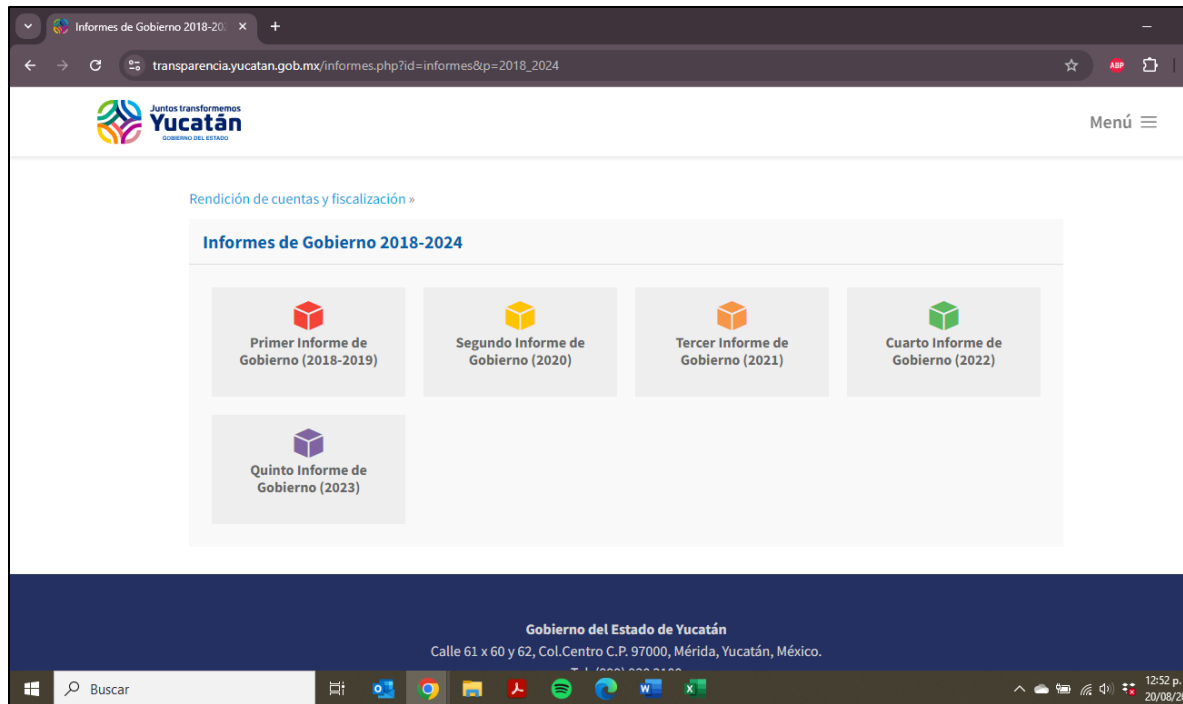 Informes de Gobierno 2018-20
transparencia.yucatan.gob.mx/informes.php?id=informes&p=2018_2024
ABP
Juntos transformemos
Yucatán
GOBIERNO DEL ESTADO
Menú
Rendición de cuentas y fiscalización »
Informes de Gobierno 2018-2024
Primer Informe de
Gobierno (2018-2019)
Segundo Informe de
Gobierno (2020)
Tercer Informe de
Gobierno (2021)
Cuarto Informe de
Gobierno (2022)
Quinto Informe de
Gobierno (2023)
Gobierno del Estado de Yucatán
Calle 61 x 60 y 62, Col.Centro C.P. 97000, Mérida, Yucatán, México.
Buscar
12:52 p.
20/08/20